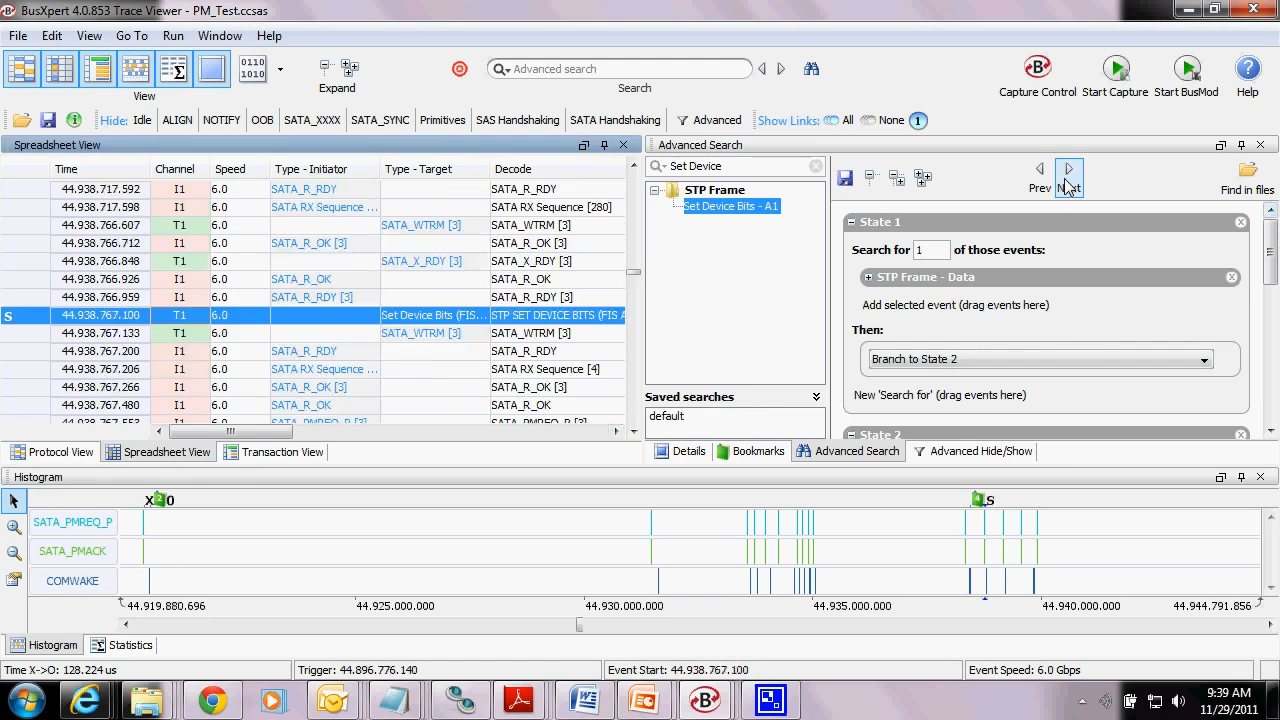 BusXpert 4.0.853 Trace Viewer - PM_Test.ccsas
File Edit View Go To Run Window Help
0110 1010 Advanced search
View Expand Search Capture Control Start Capture Start BusMod Help
Hide: Idle ALIGN NOTIFY OOB SATA_XXXX SATA_SYNC Primitives SAS Handshaking SATA Handshaking Advanced Show Links: All None 1
Spreadsheet View
Time Channel Speed Type - Initiator Type - Target Decode
44.938.717.592 I1 6.0 SATA_R_RDY SATA_R_RDY
44.938.717.598 I1 6.0 SATA RX Sequence ... SATA RX Sequence [280]
44.938.766.607 T1 6.0 SATA_WTRM [3] SATA_WTRM [3]
44.938.766.712 I1 6.0 SATA_R_OK [3] SATA_R_OK [3]
44.938.766.848 T1 6.0 SATA_X_RDY [3] SATA_X_RDY [3]
44.938.766.926 I1 6.0 SATA_R_OK SATA_R_OK
44.938.766.959 I1 6.0 SATA_R_RDY [3] SATA_R_RDY [3]
S 44.938.767.100 T1 6.0 Set Device Bits (FIS... STP SET DEVICE BITS (FIS A
44.938.767.133 T1 6.0 SATA_WTRM [3] SATA_WTRM [3]
44.938.767.200 I1 6.0 SATA_R_RDY SATA_R_RDY
44.938.767.206 I1 6.0 SATA RX Sequence ... SATA RX Sequence [4]
44.938.767.266 I1 6.0 SATA_R_OK [3] SATA_R_OK [3]
44.938.767.480 I1 6.0 SATA_R_OK SATA_R_OK
44.938.767.553 I1 6.0 SATA_PMREQ_P [3] SATA_PMREQ_P [3]
Protocol View Spreadsheet View Transaction View
Advanced Search
Set Device
STP Frame
Set Device Bits - A1
Saved searches
default
Prev Next Find in files
State 1
Search for 1 of those events:
STP Frame - Data
Add selected event (drag events here)
Then:
Branch to State 2
New 'Search for' (drag events here)
State 2
Details Bookmarks Advanced Search Advanced Hide/Show
Histogram
X 2 O 4 S
SATA_PMREQ_P
SATA_PMACK
COMWAKE
44.919.880.696 44.925.000.000 44.930.000.000 44.935.000.000 44.940.000.000 44.944.791.856
Histogram Statistics
Time X->O: 128.224 us Trigger: 44.896.776.140 Event Start: 44.938.767.100 Event Speed: 6.0 Gbps
9:39 AM
11/29/2011